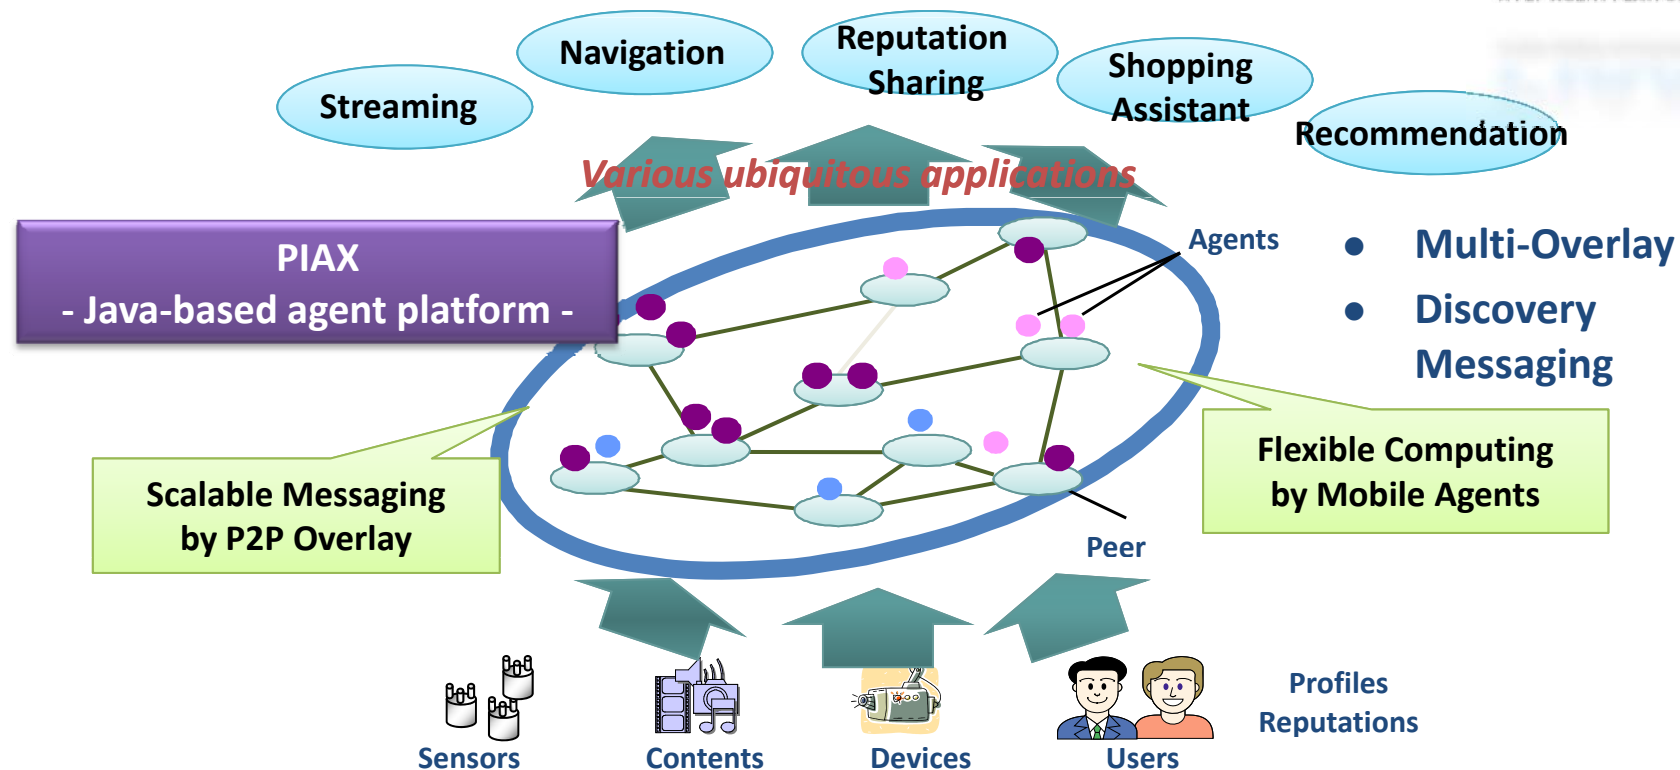 Streaming
Navigation
Reputation
Sharing
Shopping
Assistant
Recommendation
Various ubiquitous applications
PIAX
- Java-based agent platform -
Agents
● Multi-Overlay
● Discovery
Messaging
Scalable Messaging
by P2P Overlay
Flexible Computing
by Mobile Agents
Peer
Sensors
Contents
Devices
Users
Profiles
Reputations